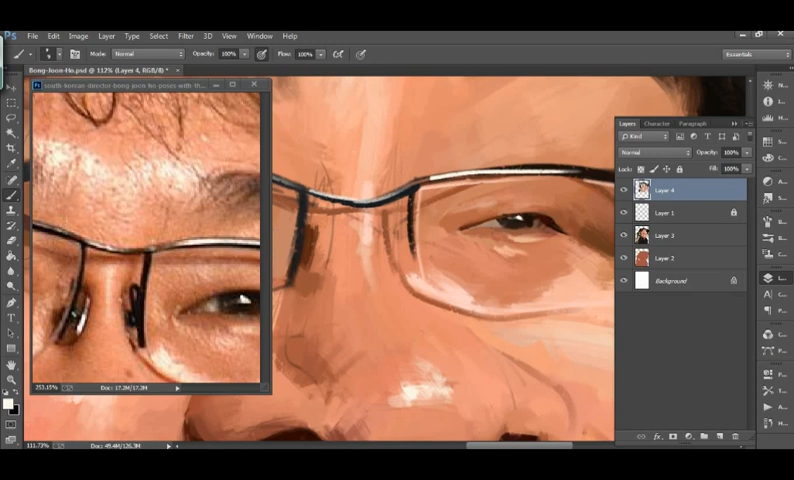 Ps File Edit Image Layer Type Select Filter 3D View Window Help
Mode: Normal Opacity: 100% Flow: 100% Essentials
Bong-Joon-Ho.psd @ 112% (Layer 4, RGB/8) *
south-korean-director-bong-joon-ho-poses-with-th...
Layers Character Paragraph
Kind
Normal Opacity: 100%
Lock: Fill: 100%
Layer 4
Layer 1
Layer 3
Layer 2
Background
253.15% Doc: 17.2M/17.2M
111.73% Doc: 49.4M/126.3M